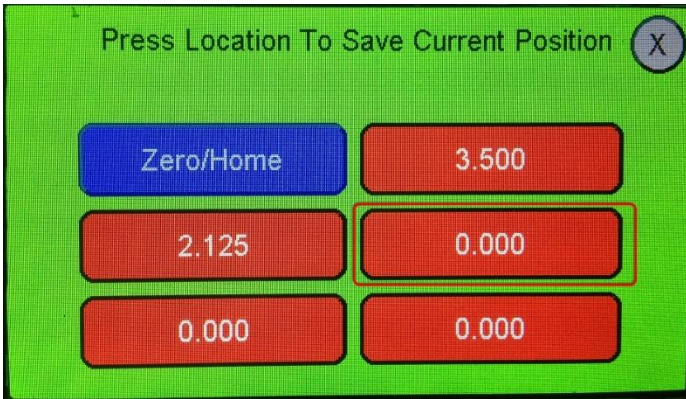 Press Location To Save Current Position X
Zero/Home 3.500
2.125 0.000
0.000 0.000